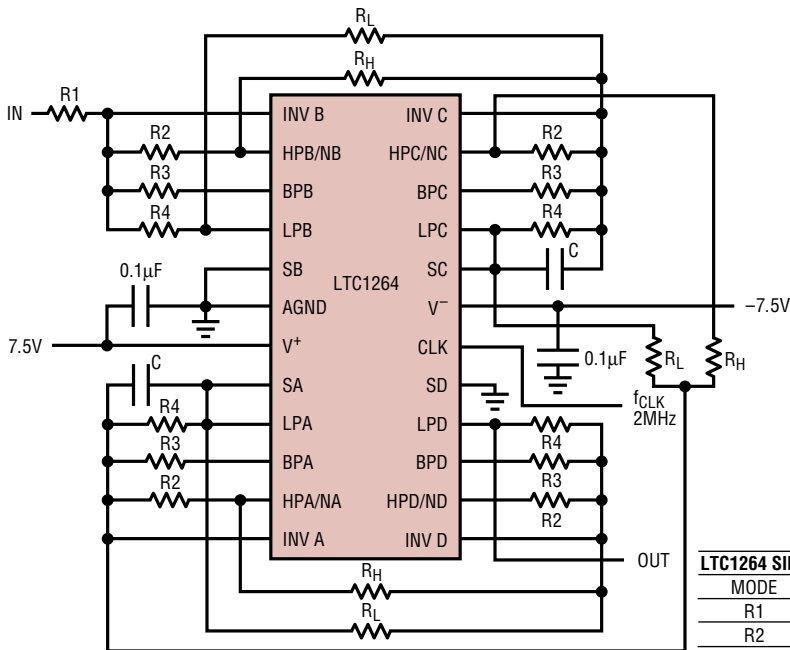 RL
RH
IN
R1
INV B
INV C
R2
HPB/NB
HPC/NC
R2
R3
BPB
BPC
R3
R4
LPB
LPC
R4
0.1µF
SB
SC
C
LTC1264
AGND
V–
–7.5V
7.5V
V+
CLK
0.1µF
RL
RH
C
SA
SD
fCLK
2MHz
R4
LPA
LPD
R4
R3
BPA
BPD
R3
R2
HPA/NA
HPD/ND
R2
INV A
INV D
OUT
RH
RL
LTC1264 SI
MODE
R1
R2